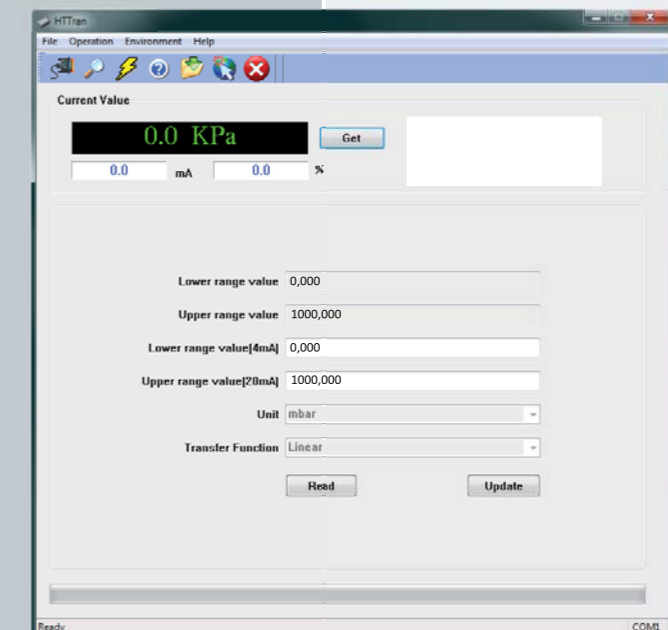 HTTran
File Operation Environment Help
Current Value
0.0 KPa
Get
0.0 mA 0.0 %
Lower range value 0,000
Upper range value 1000,000
Lower range value[4mA] 0,000
Upper range value[20mA] 1000,000
Unit mbar
Transfer Function Linear
Read Update
Ready COM1